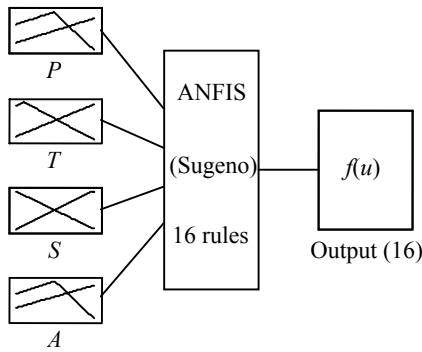 P
T
S
A
ANFIS
(Sugeno)
16 rules
f(u)
Output (16)